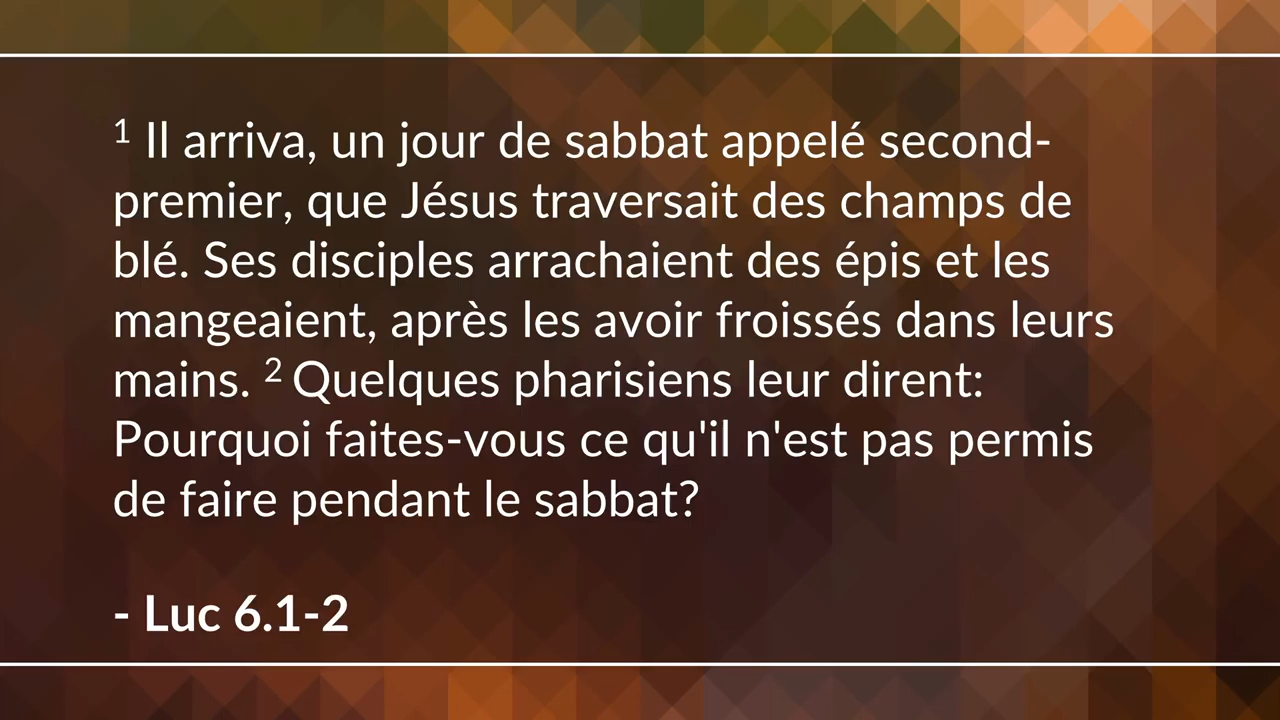 1 Il arriva, un jour de sabbat appelé second-
premier, que Jésus traversait des champs de
blé. Ses disciples arrachaient des épis et les
mangeaient, après les avoir froissés dans leurs
mains. 2 Quelques pharisiens leur dirent:
Pourquoi faites-vous ce qu'il n'est pas permis
de faire pendant le sabbat?
- Luc 6.1-2